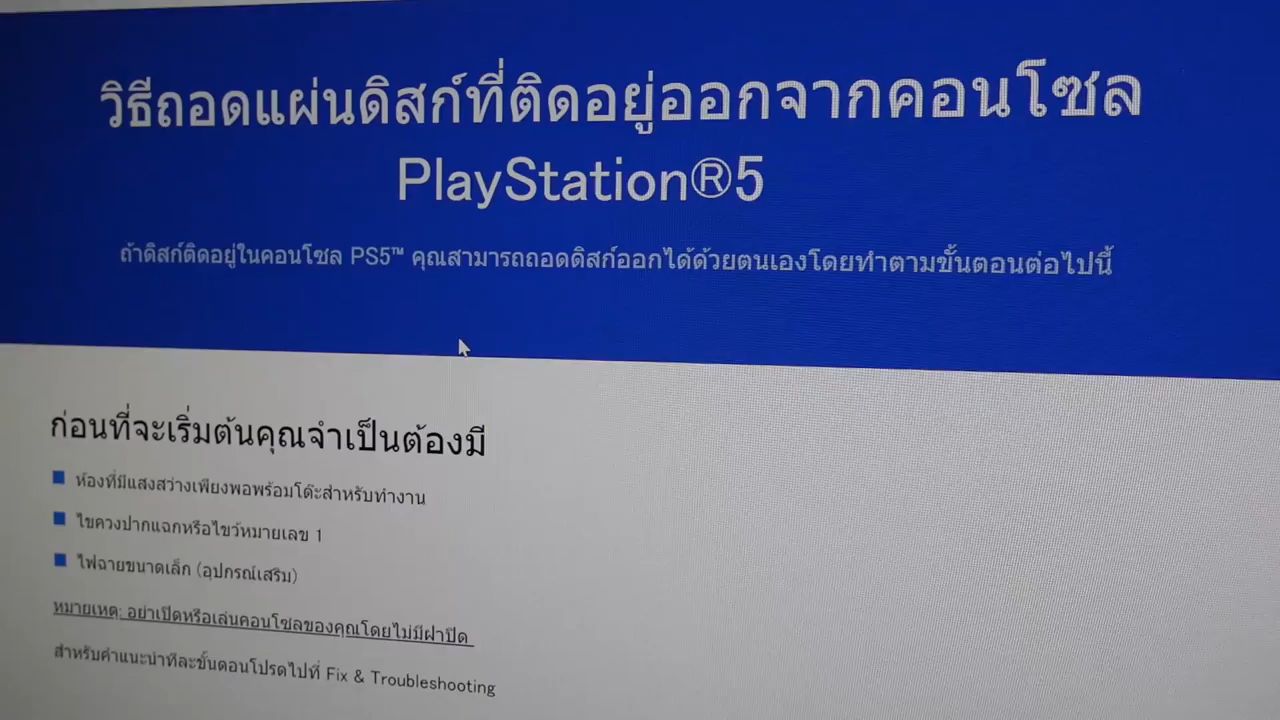 วิธีถอดแผ่นดิสก์ที่ติดอยู่ออกจากคอนโซล
PlayStation®5
ถ้าดิสก์ติดอยู่ในคอนโซล PS5™ คุณสามารถถอดดิสก์ออกได้ด้วยตนเองโดยทำตามขั้นตอนต่อไปนี้
ก่อนที่จะเริ่มต้นคุณจำเป็นต้องมี
ห้องที่มีแสงสว่างเพียงพอพร้อมโต๊ะสำหรับทำงาน
ไขควงปากแฉกหรือไขว้หมายเลข 1
ไฟฉายขนาดเล็ก (อุปกรณ์เสริม)
หมายเหตุ: อย่าเปิดหรือเล่นคอนโซลของคุณโดยไม่มีฝาปิด
สำหรับคำแนะนำทีละขั้นตอนโปรดไปที่ Fix & Troubleshooting